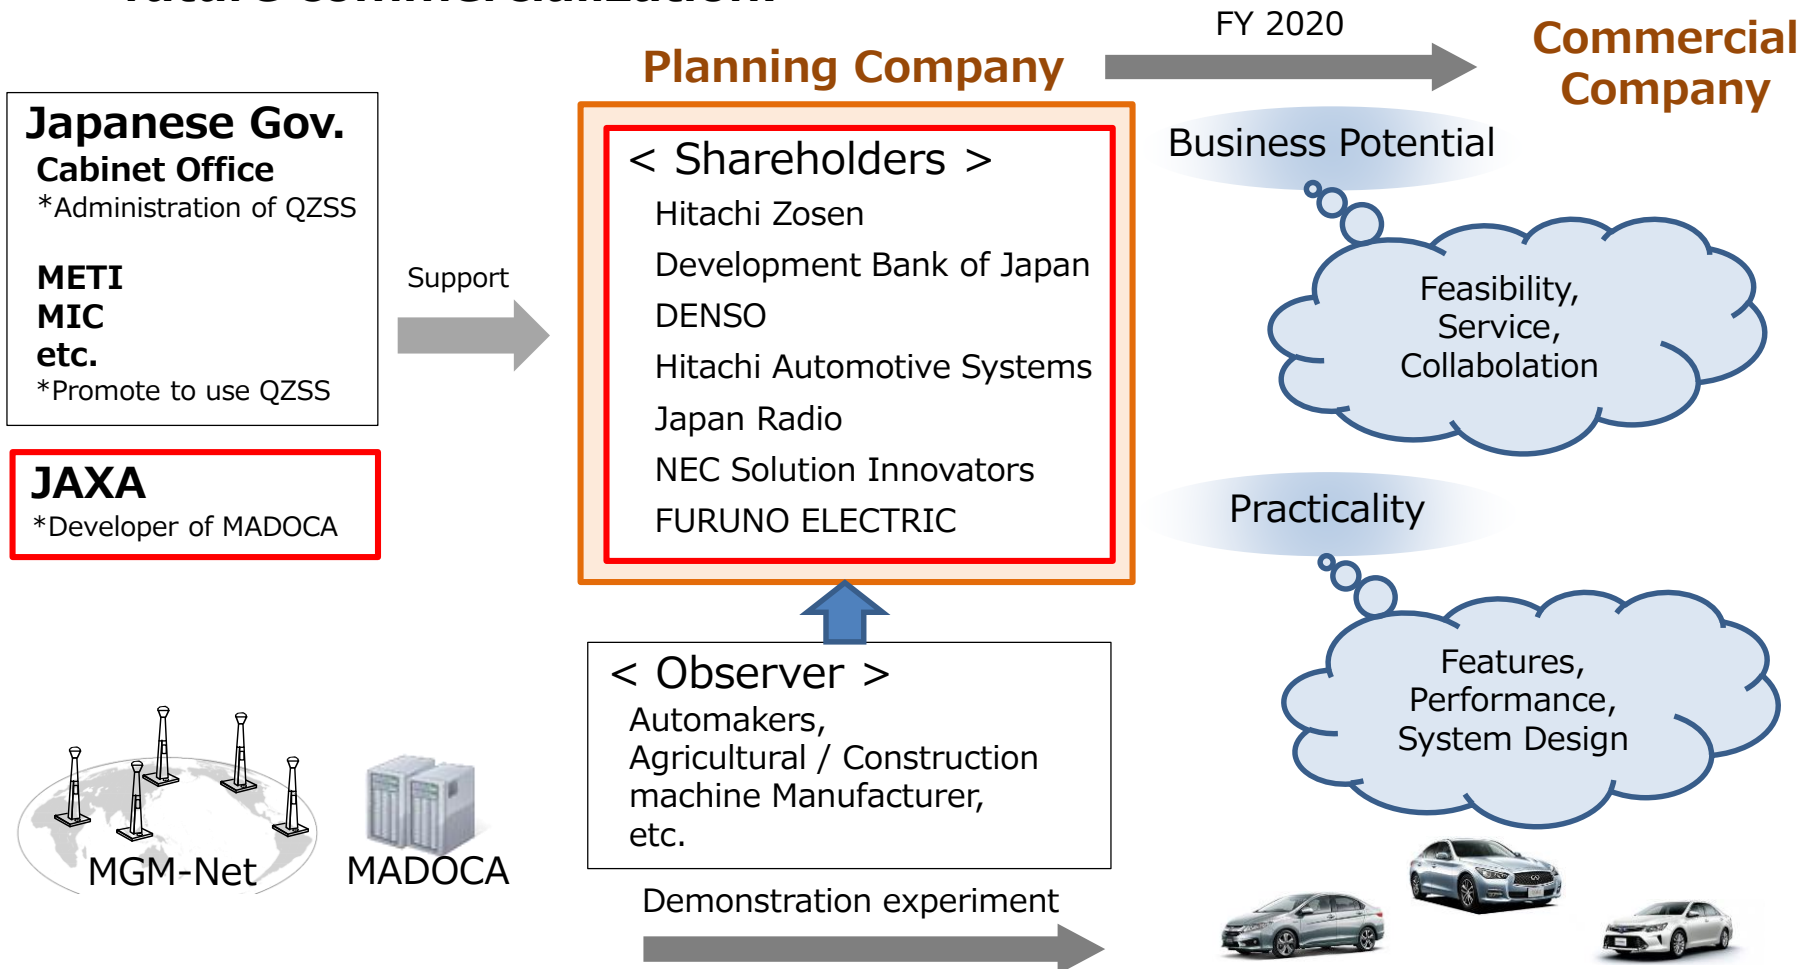 future commercialization.
FY 2020
Planning Company
Commercial
Company
Japanese Gov.
Cabinet Office
*Administration of QZSS
METI
MIC
etc.
*Promote to use QZSS
JAXA
*Developer of MADOCA
Support
< Shareholders >
Hitachi Zosen
Development Bank of Japan
DENSO
Hitachi Automotive Systems
Japan Radio
NEC Solution Innovators
FURUNO ELECTRIC
Business Potential
Feasibility,
Service,
Collabolation
Practicality
Features,
Performance,
System Design
< Observer >
Automakers,
Agricultural / Construction
machine Manufacturer,
etc.
MGM-Net
MADOCA
Demonstration experiment